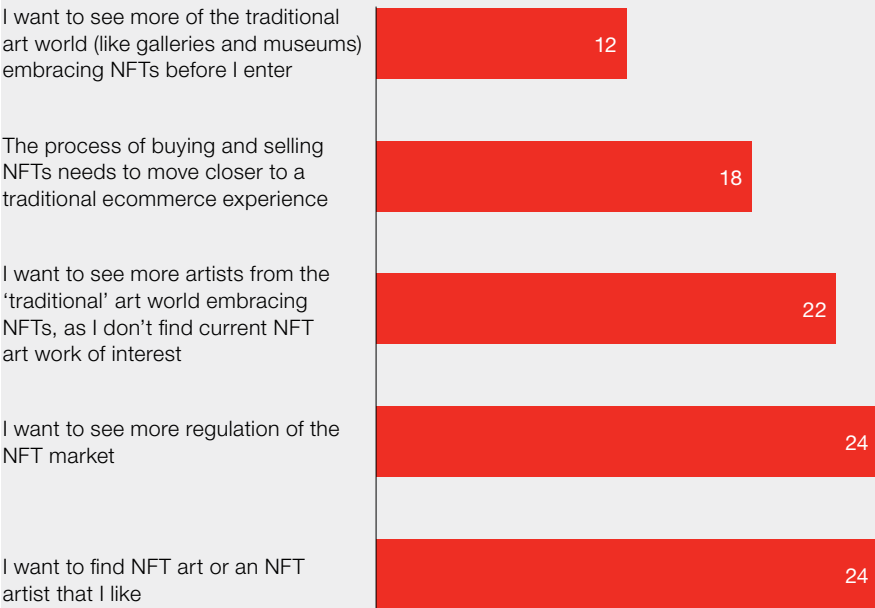 I want to see more of the traditional
art world (like galleries and museums)
embracing NFTs before I enter
12
The process of buying and selling
NFTs needs to move closer to a
traditional ecommerce experience
18
I want to see more artists from the
‘traditional’ art world embracing
NFTs, as I don’t find current NFT
art work of interest
22
I want to see more regulation of the
NFT market
24
I want to find NFT art or an NFT
artist that I like
24